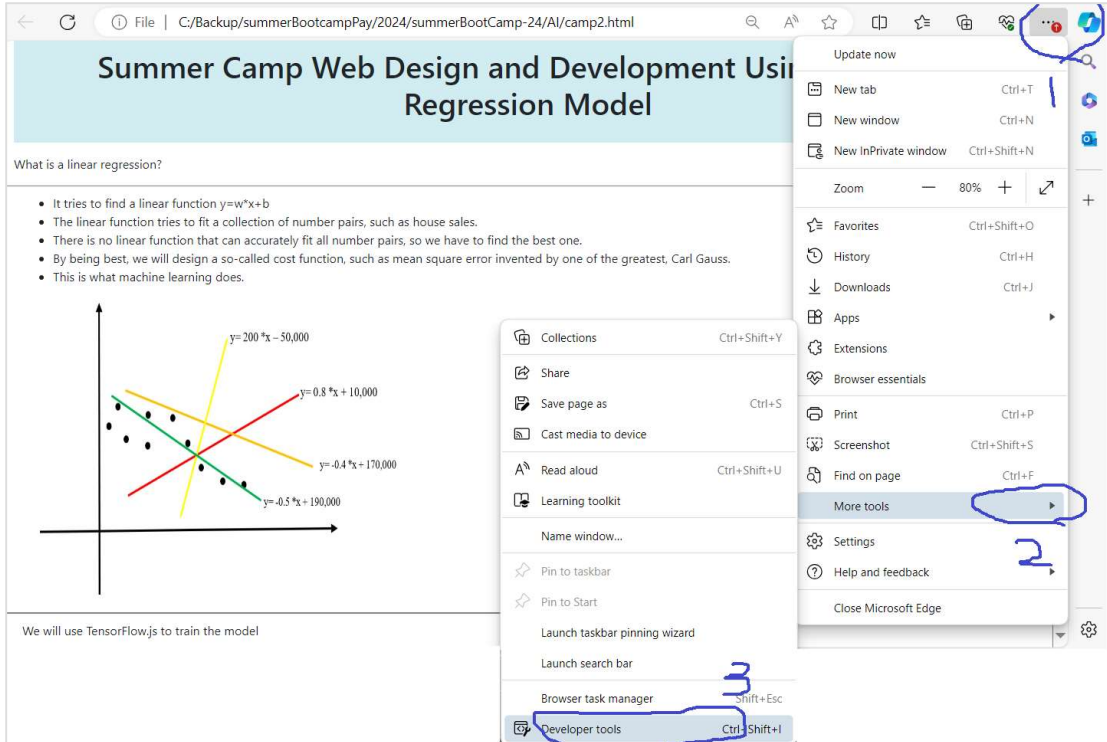 File | C:/Backup/summerBootcampPay/2024/summerBootCamp-24/AI/camp2.html
Summer Camp Web Design and Development Usi
Regression Model
What is a linear regression?
It tries to find a linear function y=w*x+b
The linear function tries to fit a collection of number pairs, such as house sales.
There is no linear function that can accurately fit all number pairs, so we have to find the best one.
By being best, we will design a so-called cost function, such as mean square error invented by one of the greatest, Carl Gauss.
This is what machine learning does.
y= 200 *x – 50,000
y= 0.8 *x + 10,000
y= -0.4 *x + 170,000
y= -0.5 *x + 190,000
We will use TensorFlow.js to train the model
1
Update now
New tab Ctrl+T
New window Ctrl+N
New InPrivate window Ctrl+Shift+N
Zoom — 80% +
Favorites Ctrl+Shift+O
History Ctrl+H
Downloads Ctrl+J
Apps
Extensions
Browser essentials
Print Ctrl+P
Screenshot Ctrl+Shift+S
Find on page Ctrl+F
More tools
2
Settings
Help and feedback
Close Microsoft Edge
Collections Ctrl+Shift+Y
Share
Save page as Ctrl+S
Cast media to device
Read aloud Ctrl+Shift+U
Learning toolkit
Name window...
Pin to taskbar
Pin to Start
Launch taskbar pinning wizard
Launch search bar
3
Browser task manager Shift+Esc
Developer tools Ctrl+Shift+I